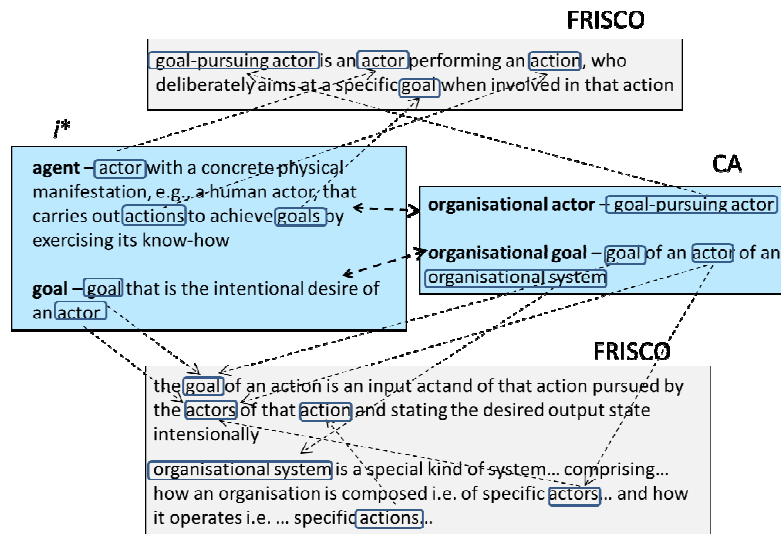 FRISCO
goal-pursuing actor is an actor performing an action, who
deliberately aims at a specific goal when involved in that action
i*
agent – actor with a concrete physical
manifestation, e.g., a human actor, that
carries out actions to achieve goals by
exercising its know-how
goal – goal that is the intentional desire of
an actor
CA
organisational actor – goal-pursuing actor
organisational goal – goal of an actor of an
organisational system
FRISCO
the goal of an action is an input actand of that action pursued by
the actors of that action and stating the desired output state
intensionally
organisational system is a special kind of system... comprising...
how an organisation is composed i.e. of specific actors... and how
it operates i.e. ... specific actions...